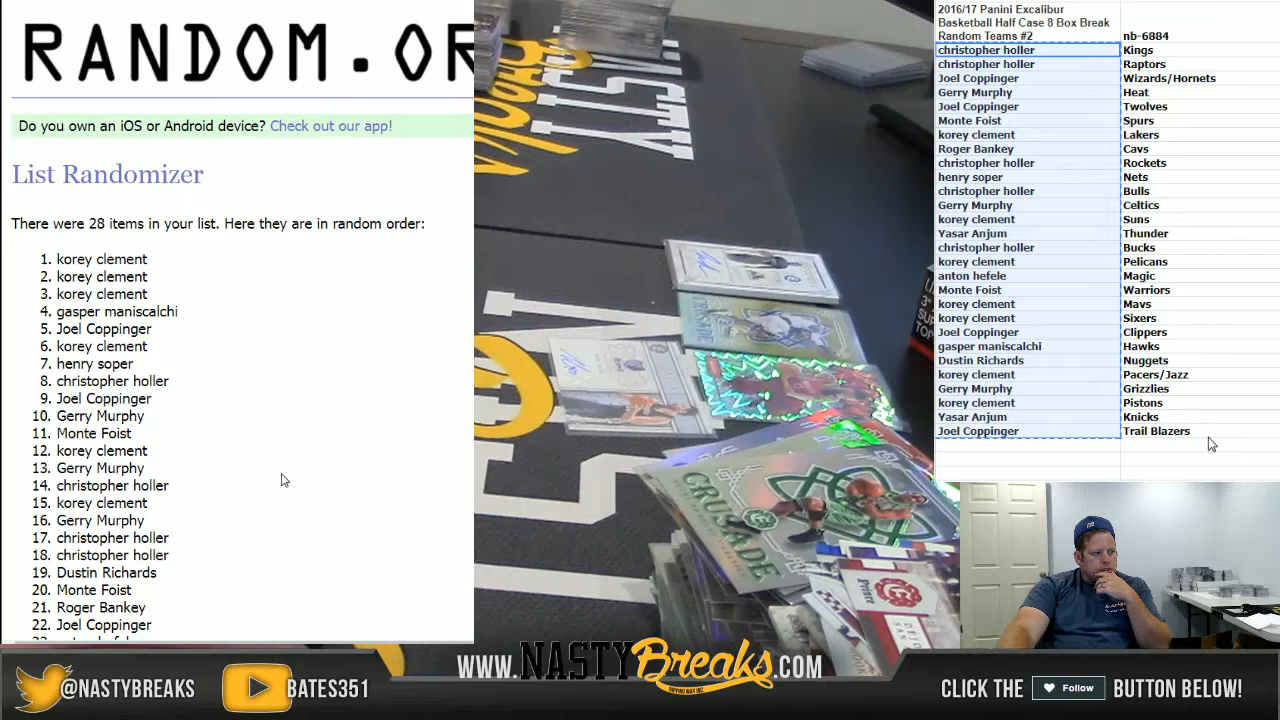 RANDOM.OR
Do you own an iOS or Android device? Check out our app!
List Randomizer
There were 28 items in your list. Here they are in random order:
1. korey clement
2. korey clement
3. korey clement
4. gasper maniscalchi
5. Joel Coppinger
6. korey clement
7. henry soper
8. christopher holler
9. Joel Coppinger
10. Gerry Murphy
11. Monte Foist
12. korey clement
13. Gerry Murphy
14. christopher holler
15. korey clement
16. Gerry Murphy
17. christopher holler
18. christopher holler
19. Dustin Richards
20. Monte Foist
21. Roger Bankey
22. Joel Coppinger
CRUSADE
2016/17 Panini Excalibur
Basketball Half Case 8 Box Break
Random Teams #2 nb-6884
christopher holler Kings
christopher holler Raptors
Joel Coppinger Wizards/Hornets
Gerry Murphy Heat
Joel Coppinger Twolves
Monte Foist Spurs
korey clement Lakers
Roger Bankey Cavs
christopher holler Rockets
henry soper Nets
christopher holler Bulls
Gerry Murphy Celtics
korey clement Suns
Yasar Anjum Thunder
christopher holler Bucks
korey clement Pelicans
anton hefele Magic
Monte Foist Warriors
korey clement Mavs
korey clement Sixers
Joel Coppinger Clippers
gasper maniscalchi Hawks
Dustin Richards Nuggets
korey clement Pacers/Jazz
Gerry Murphy Grizzlies
korey clement Pistons
Yasar Anjum Knicks
Joel Coppinger Trail Blazers
@NASTYBREAKS
BATES351
WWW.NASTYBreaks.COM
RIPPING WAX INC.
CLICK THE Follow BUTTON BELOW!